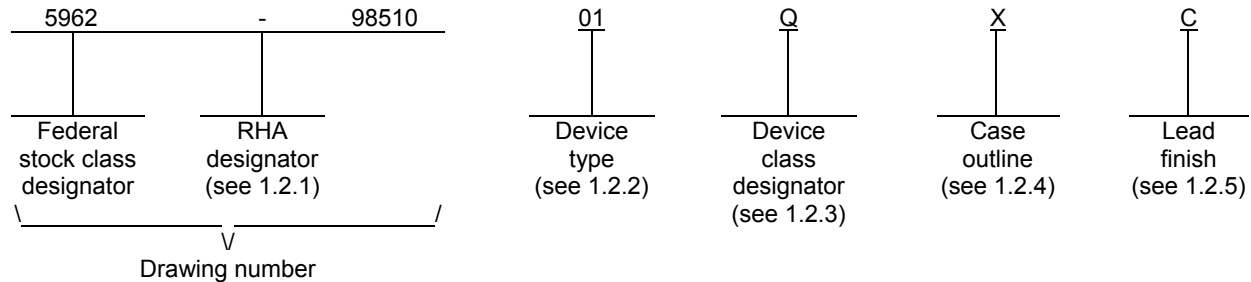 5962 - 98510 01 Q X C
Federal stock class designator
RHA designator (see 1.2.1)
Device type (see 1.2.2)
Device class designator (see 1.2.3)
Case outline (see 1.2.4)
Lead finish (see 1.2.5)
\ /
\/
Drawing number